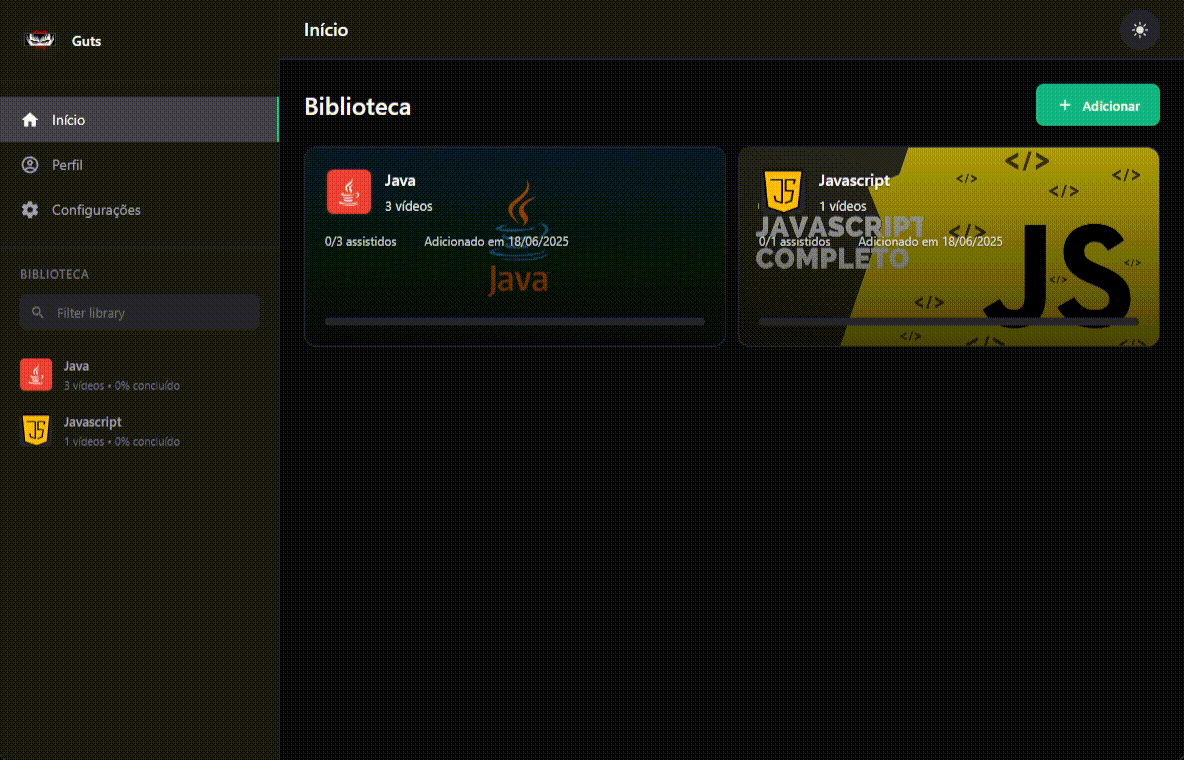 Guts
Início
Perfil
Configurações
BIBLIOTECA
Filter library
Java
3 vídeos • 0% concluído
Javascript
1 vídeos • 0% concluído
Início
Biblioteca
Adicionar
Java
3 vídeos
0/3 assistidos Adicionado em 18/06/2025
Java
JS
Javascript
1 vídeos
0/1 assistidos Adicionado em 18/06/2025
JAVASCRIPT
COMPLETO
JS
</> </> </> </> </> </> </> </> </> </> </>
JS